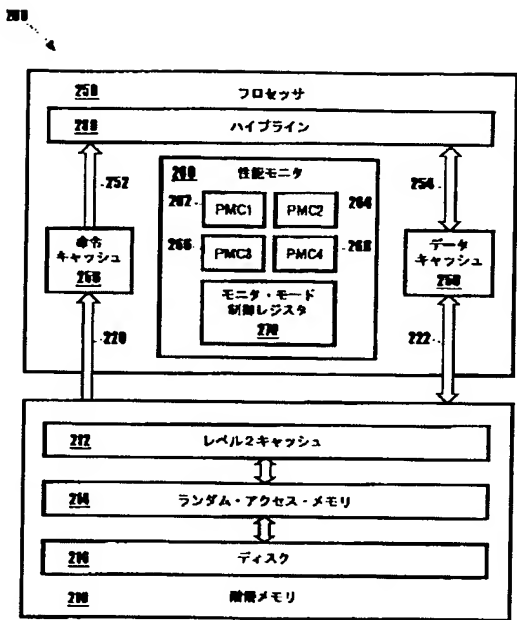 200
250 プロセッサ
280 パイプライン
252
260 性能モニタ
254
262 PMC1 PMC2 264
266 PMC3 PMC4 268
命令
キャッシュ
256
データ
キャッシュ
258
モニタ・モード
制御レジスタ
270
220
222
212 レベル2キャッシュ
214 ランダム・アクセス・メモリ
216 ディスク
210 階層メモリ